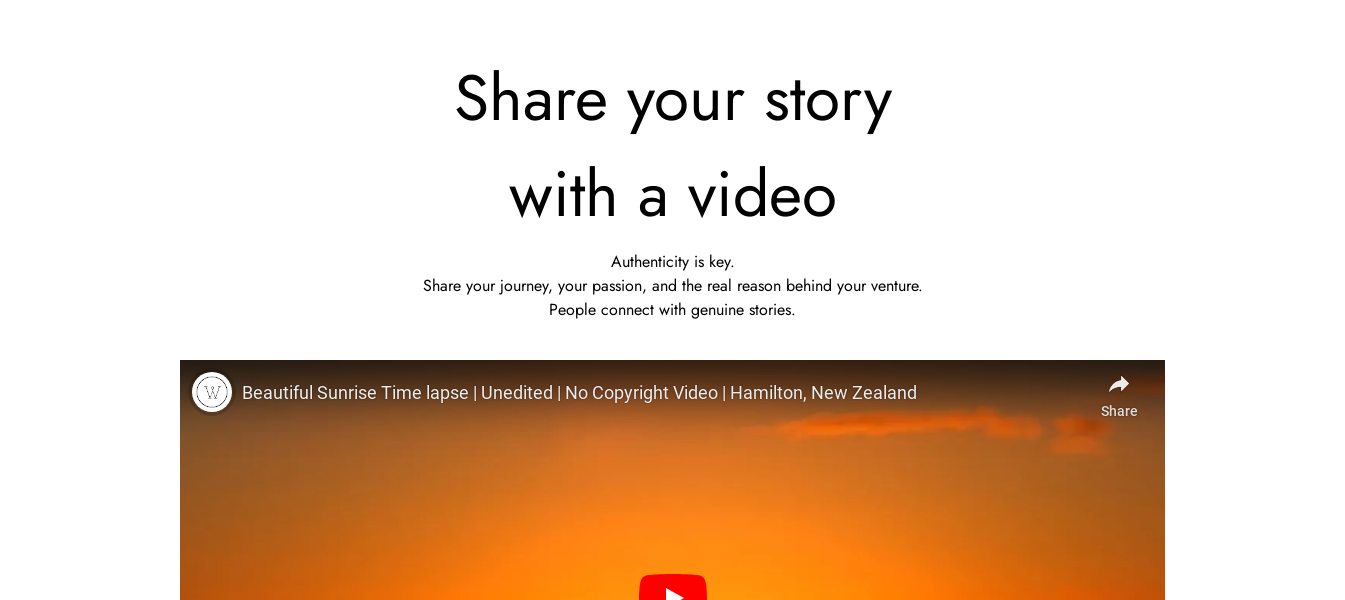 Share your story
with a video
Authenticity is key.
Share your journey, your passion, and the real reason behind your venture.
People connect with genuine stories.
W
Beautiful Sunrise Time lapse | Unedited | No Copyright Video | Hamilton, New Zealand
Share